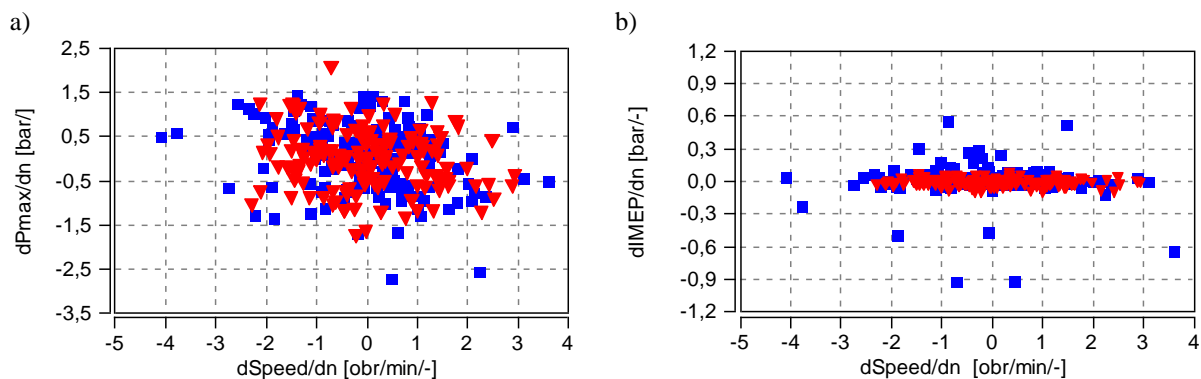 a)
dPmax/dn [bar/]
2,5
1,5
0,5
-0,5
-1,5
-2,5
-3,5
-5 -4 -3 -2 -1 0 1 2 3 4
dSpeed/dn [obr/min/-]
b)
dIMEP/dn [bar/-]
1,2
0,9
0,6
0,3
0,0
-0,3
-0,6
-0,9
-1,2
-5 -4 -3 -2 -1 0 1 2 3 4
dSpeed/dn [obr/min/-]